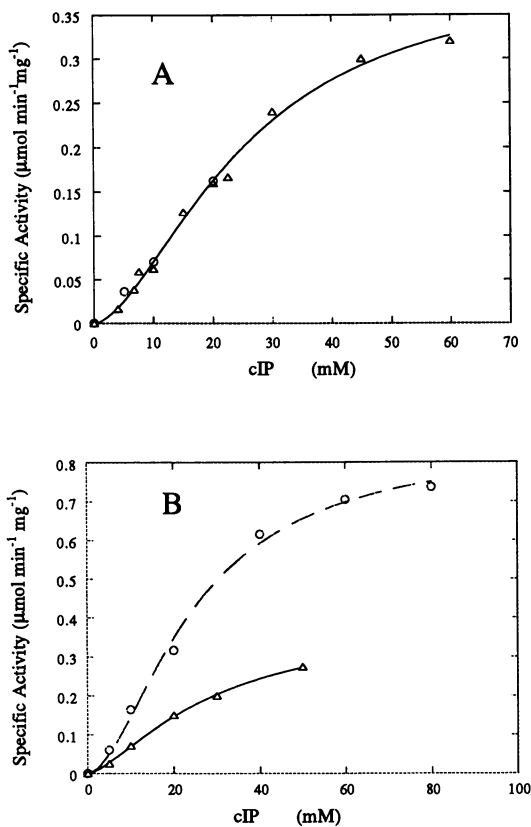 0.35
0.3
0.25
0.2
0.15
0.1
0.05
0
A
Specific Activity (μmol min⁻¹mg⁻¹)
0 10 20 30 40 50 60 70
cIP (mM)
0.8
0.7
0.6
0.5
0.4
0.3
0.2
0.1
0
B
Specific Activity (μmol min⁻¹ mg⁻¹)
0 20 40 60 80 100
cIP (mM)